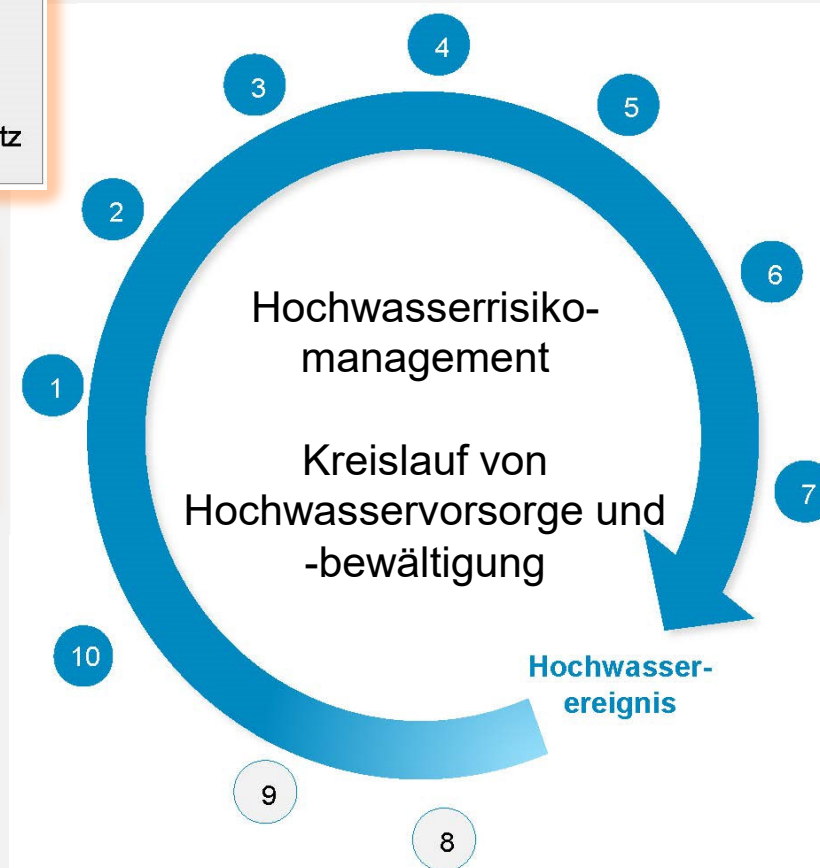 tz
4
3
5
2
6
Hochwasserrisiko-
management
1
Kreislauf von
Hochwasservorsorge und
7
-bewältigung
10
Hochwasser-
ereignis
9
8